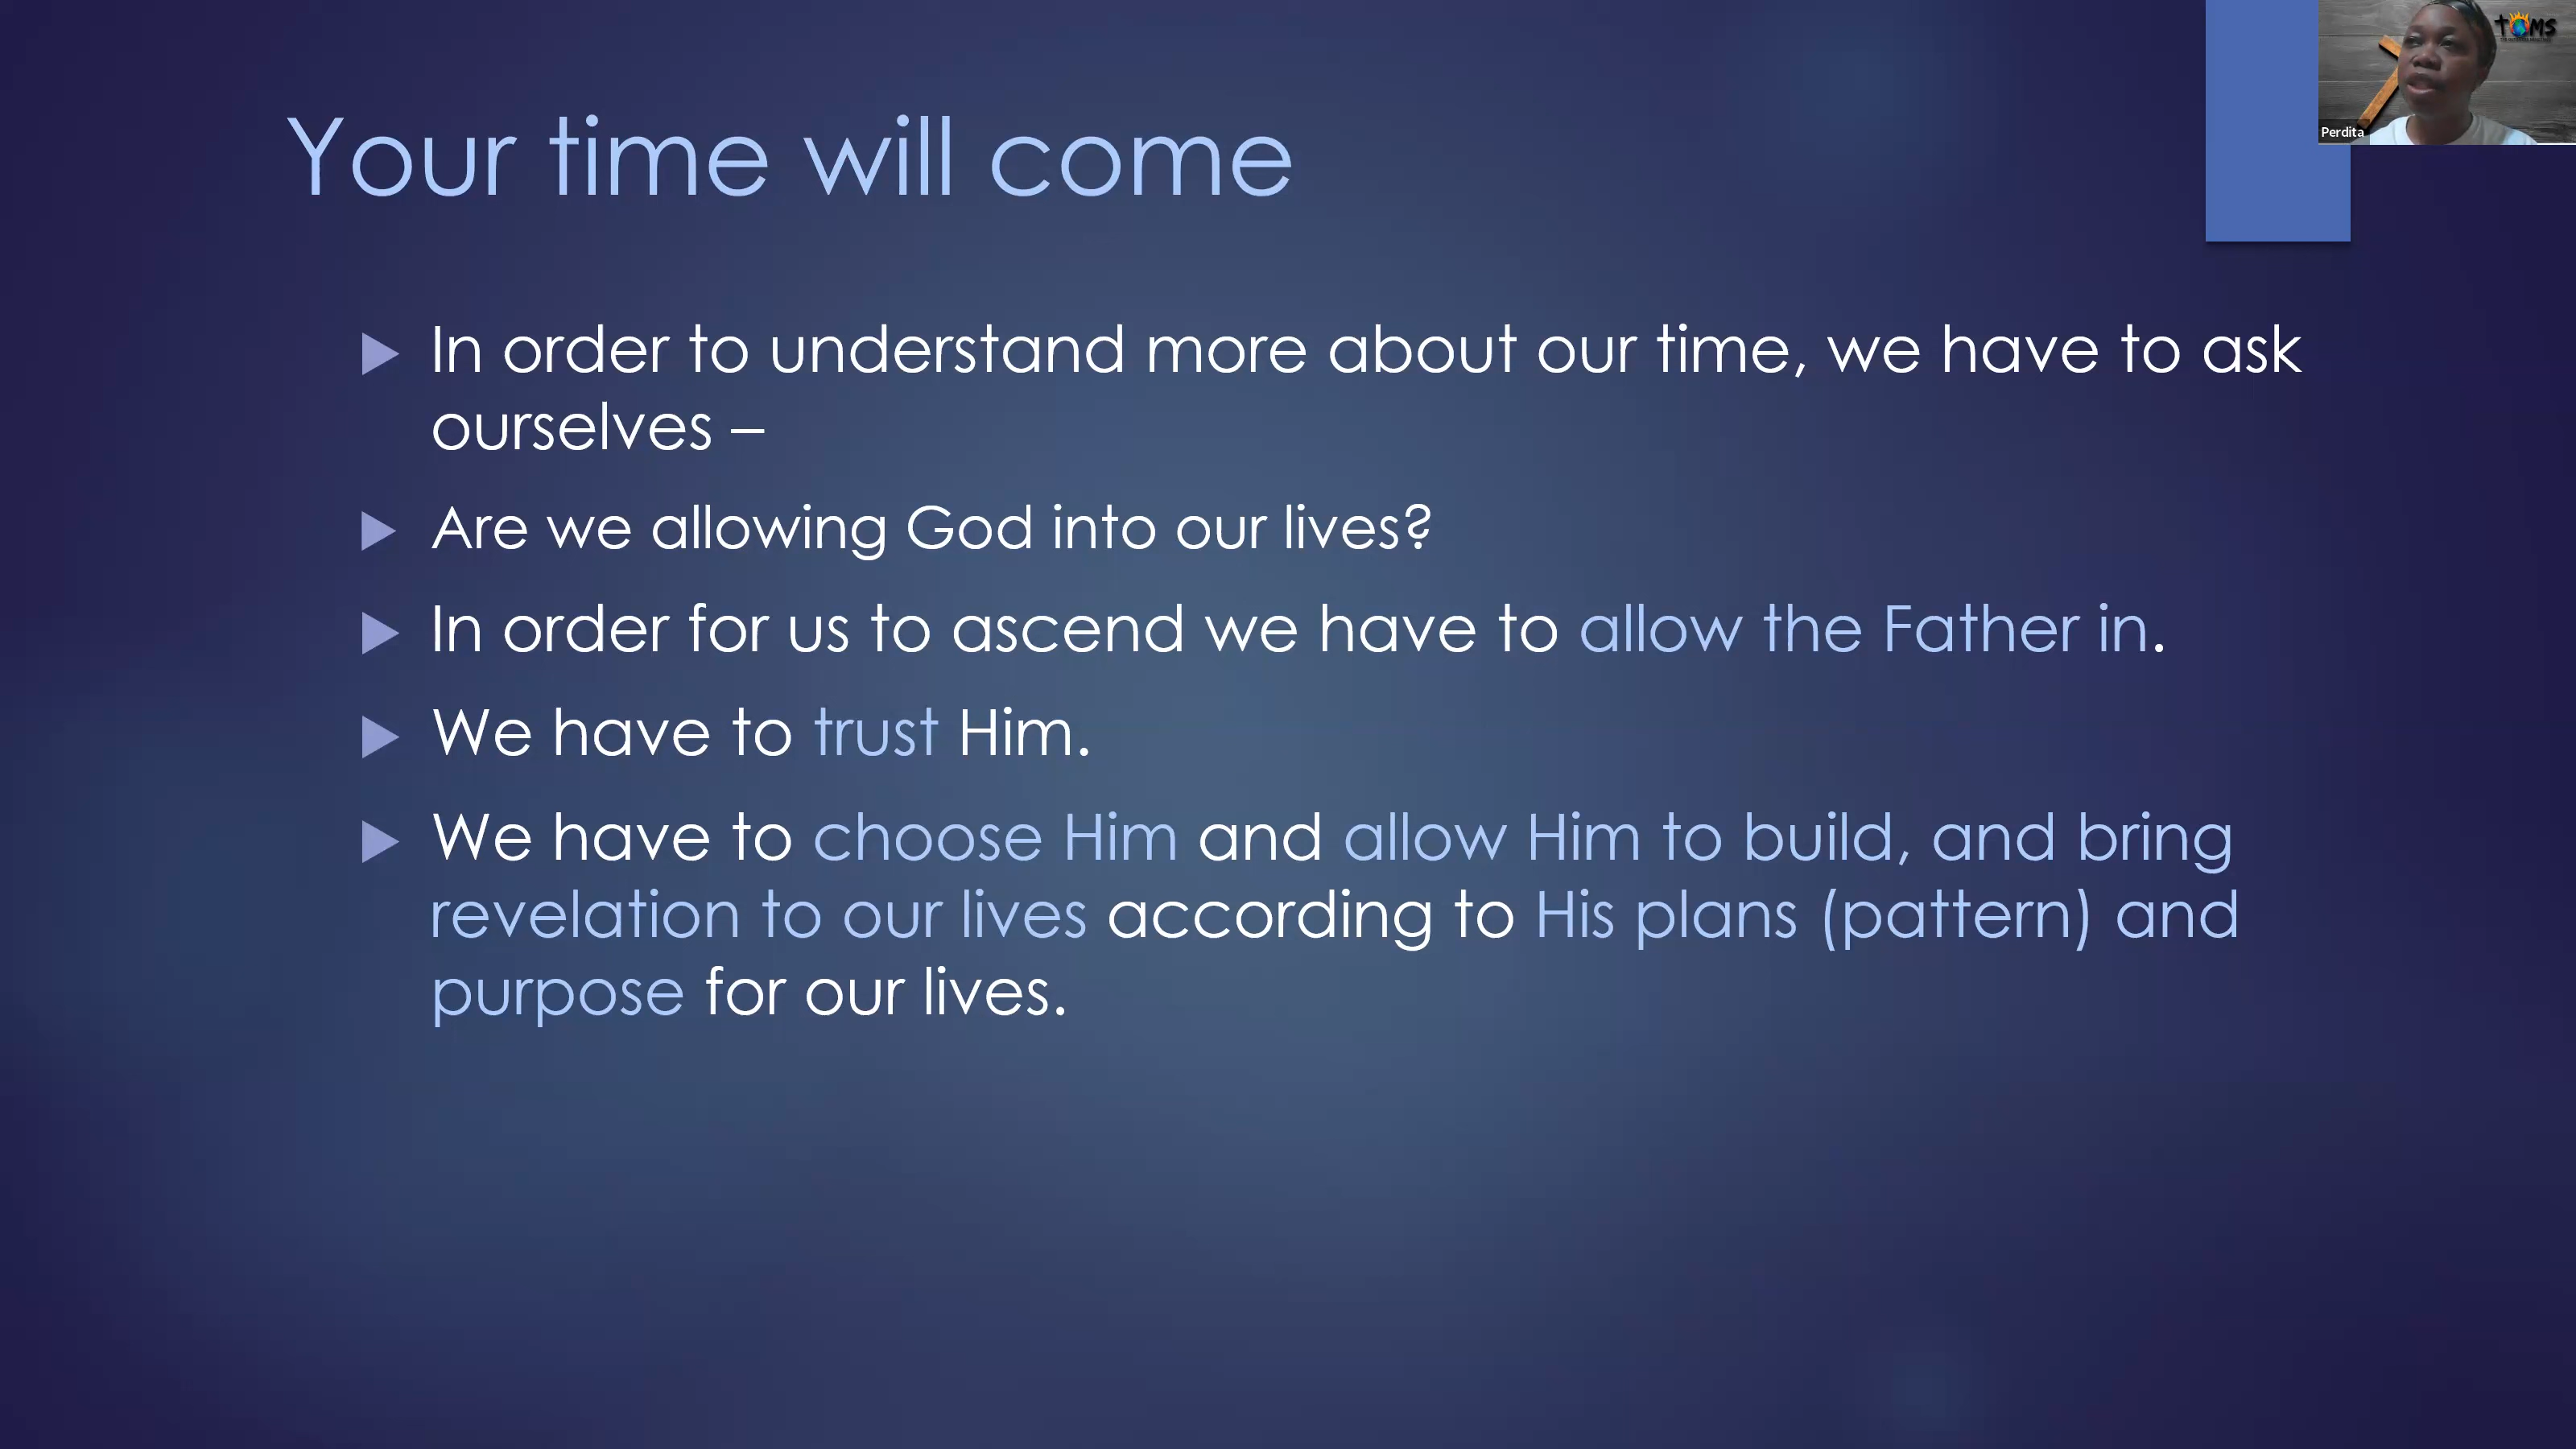 Your time will come
In order to understand more about our time, we have to ask
ourselves –
Are we allowing God into our lives?
In order for us to ascend we have to allow the Father in.
We have to trust Him.
We have to choose Him and allow Him to build, and bring
revelation to our lives according to His plans (pattern) and
purpose for our lives.
TOMS
Perdita